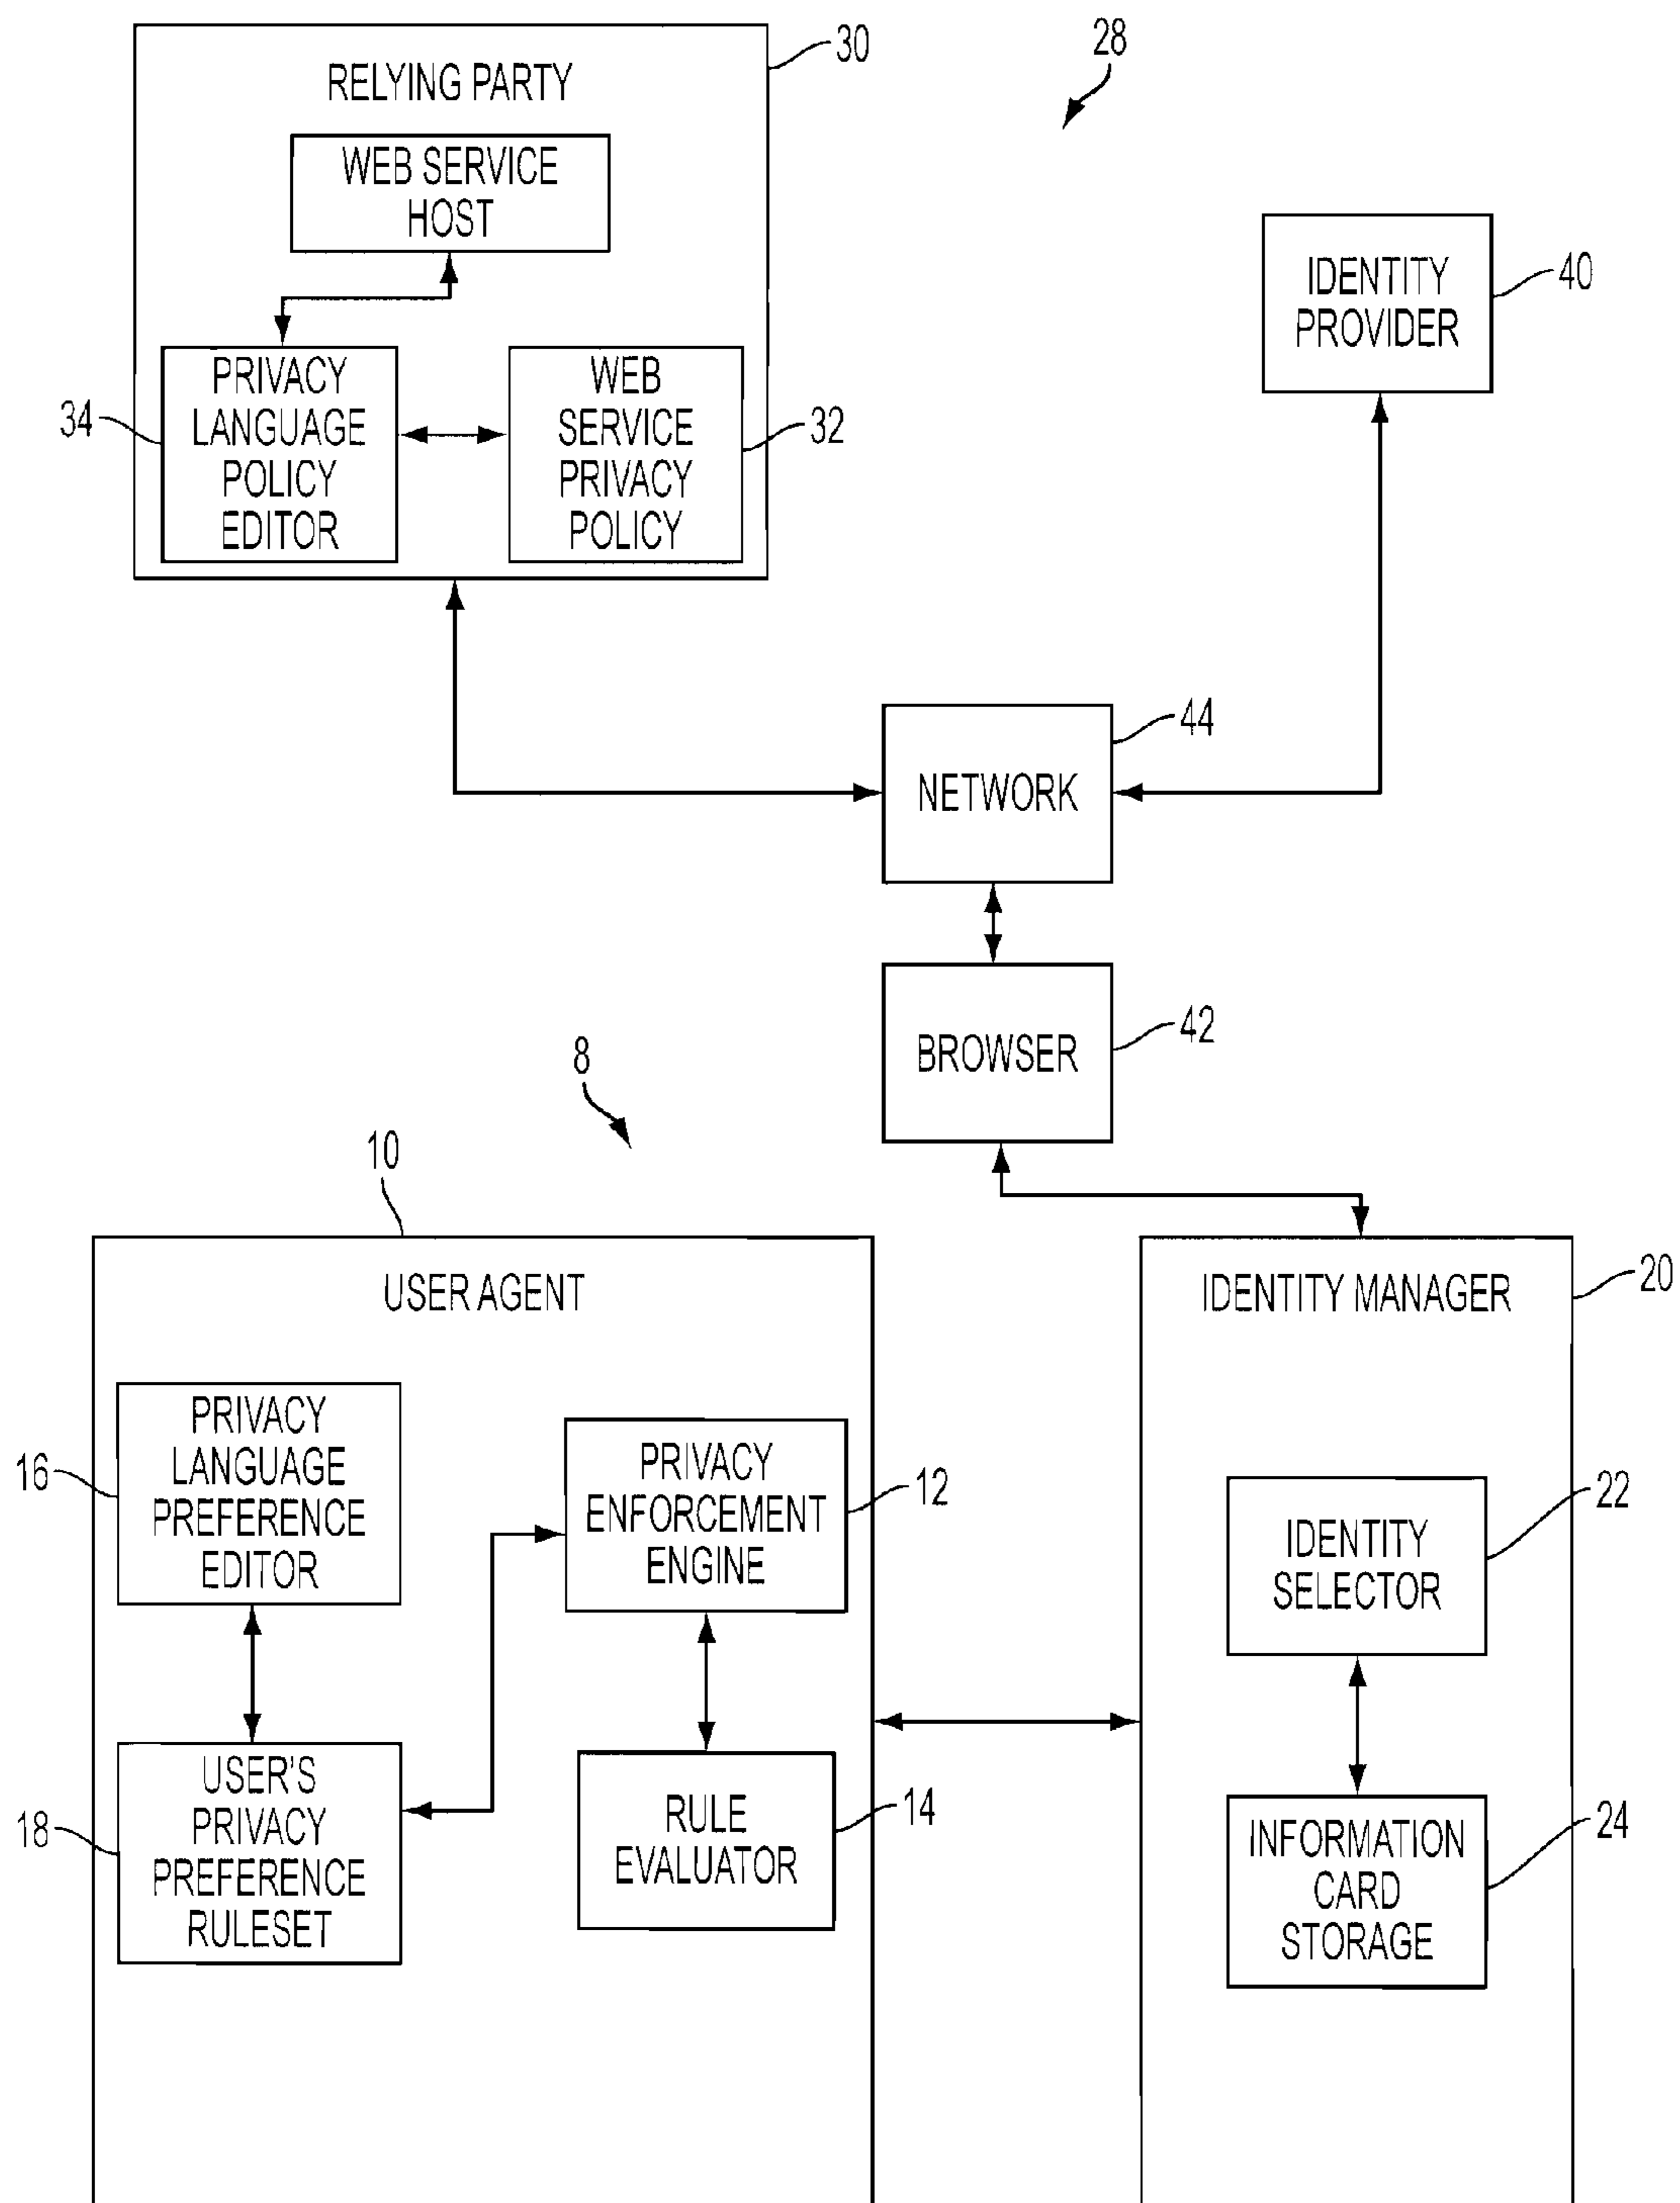 30
28
RELYING PARTY
WEB SERVICE
HOST
IDENTITY
PROVIDER
40
34
PRIVACY
LANGUAGE
POLICY
EDITOR
WEB
SERVICE
PRIVACY
POLICY
32
44
NETWORK
BROWSER
42
8
10
USER AGENT
IDENTITY MANAGER
20
16
PRIVACY
LANGUAGE
PREFERENCE
EDITOR
PRIVACY
ENFORCEMENT
ENGINE
12
IDENTITY
SELECTOR
22
18
USER'S
PRIVACY
PREFERENCE
RULESET
RULE
EVALUATOR
14
INFORMATION
CARD
STORAGE
24